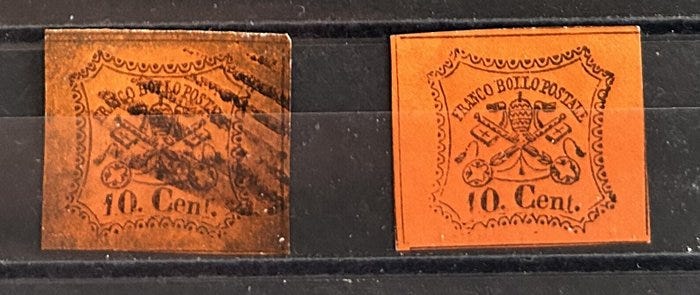 FRANCO BOLLO POSTALE
10. Cent.
FRANCO BOLLO POSTALE
10. Cent.